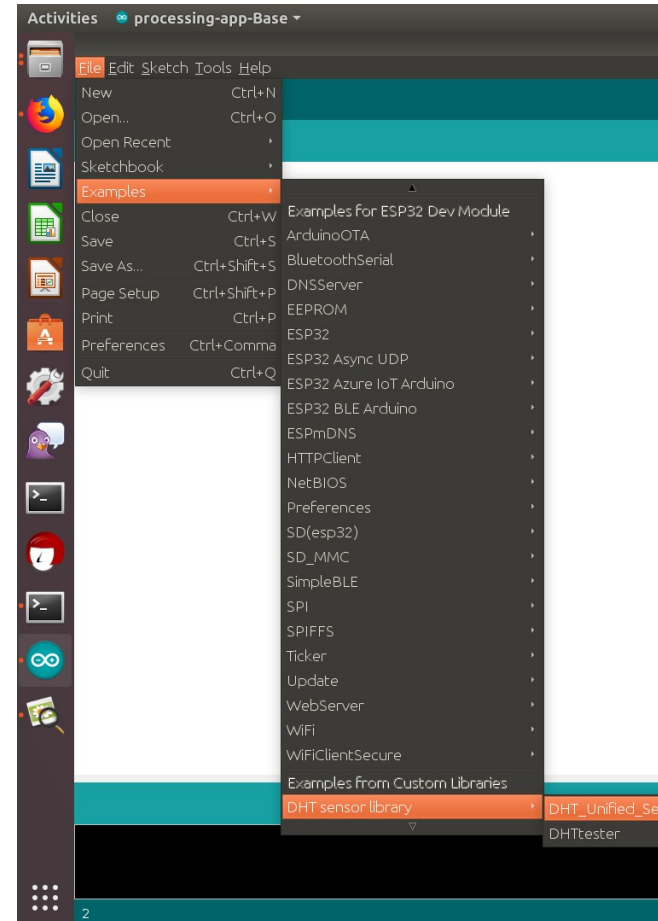 Activities processing-app-Base
File Edit Sketch Tools Help
New Ctrl+N
Open... Ctrl+O
Open Recent
Sketchbook
Examples
Close Ctrl+W
Save Ctrl+S
Save As... Ctrl+Shift+S
Page Setup Ctrl+Shift+P
Print Ctrl+P
Preferences Ctrl+Comma
Quit Ctrl+Q
Examples for ESP32 Dev Module
ArduinoOTA
BluetoothSerial
DNSServer
EEPROM
ESP32
ESP32 Async UDP
ESP32 Azure IoT Arduino
ESP32 BLE Arduino
ESPmDNS
HTTPClient
NetBIOS
Preferences
SD(esp32)
SD_MMC
SimpleBLE
SPI
SPIFFS
Ticker
Update
WebServer
WiFi
WiFiClientSecure
Examples from Custom Libraries
DHT sensor library
DHT_Unified_Se
DHTtester
2